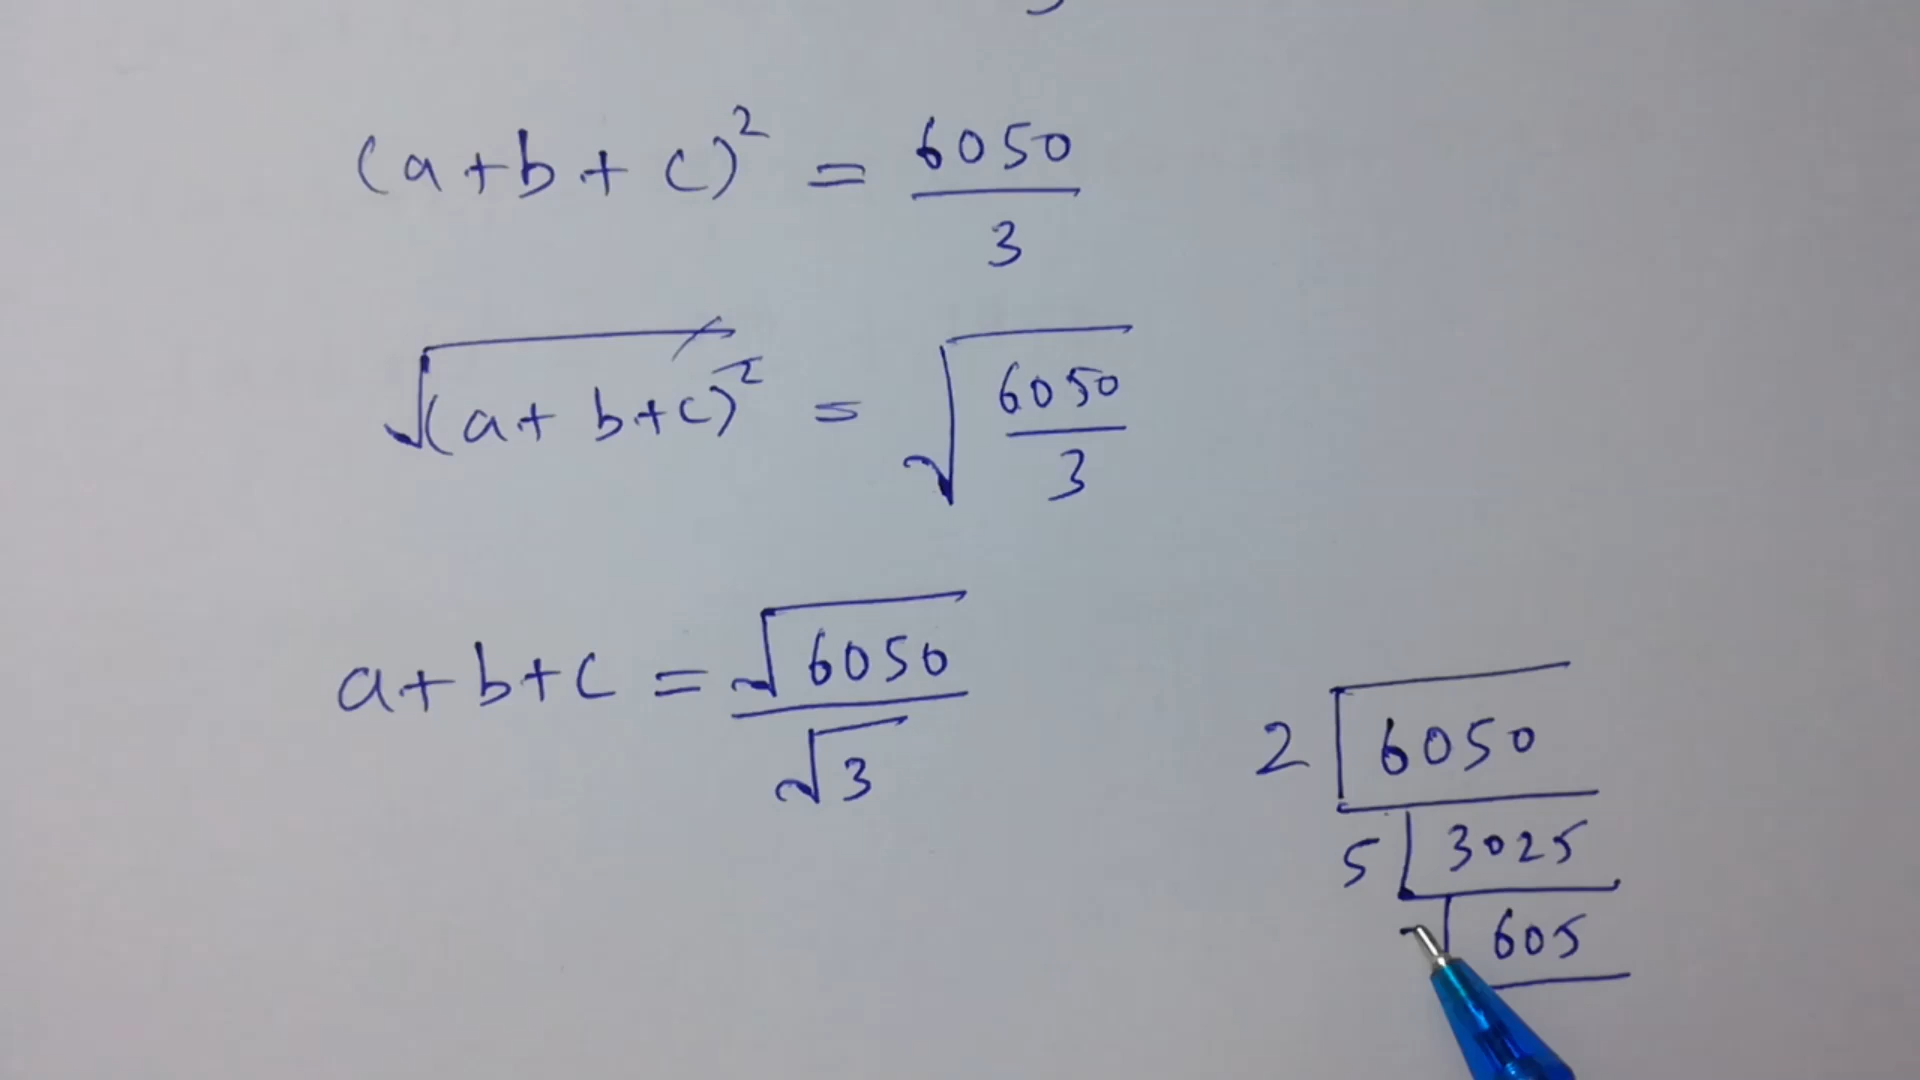 (a+b+c)² = 6050/3
√(a+b+c)² = √(6050/3)
a+b+c = √6050/√3
2 | 6050
5 | 3025
605